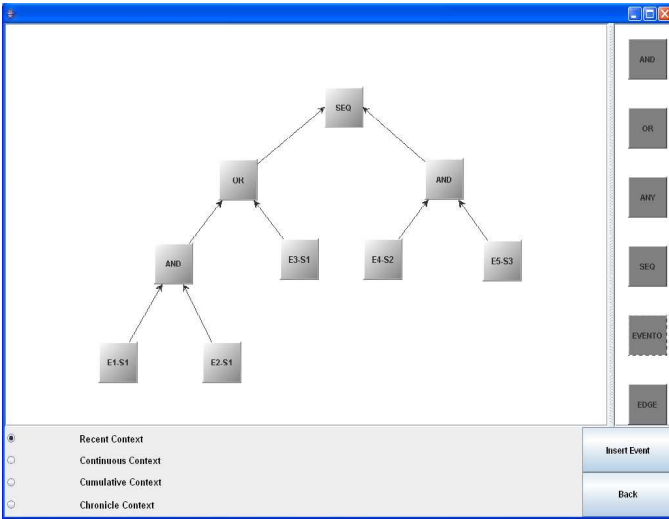 SEQ
OR
AND
AND
E3-S1
E4-S2
E5-S3
E1-S1
E2-S1
AND
OR
ANY
SEQ
EVENTO
EDGE
Recent Context
Continuous Context
Cumulative Context
Chronicle Context
Insert Event
Back